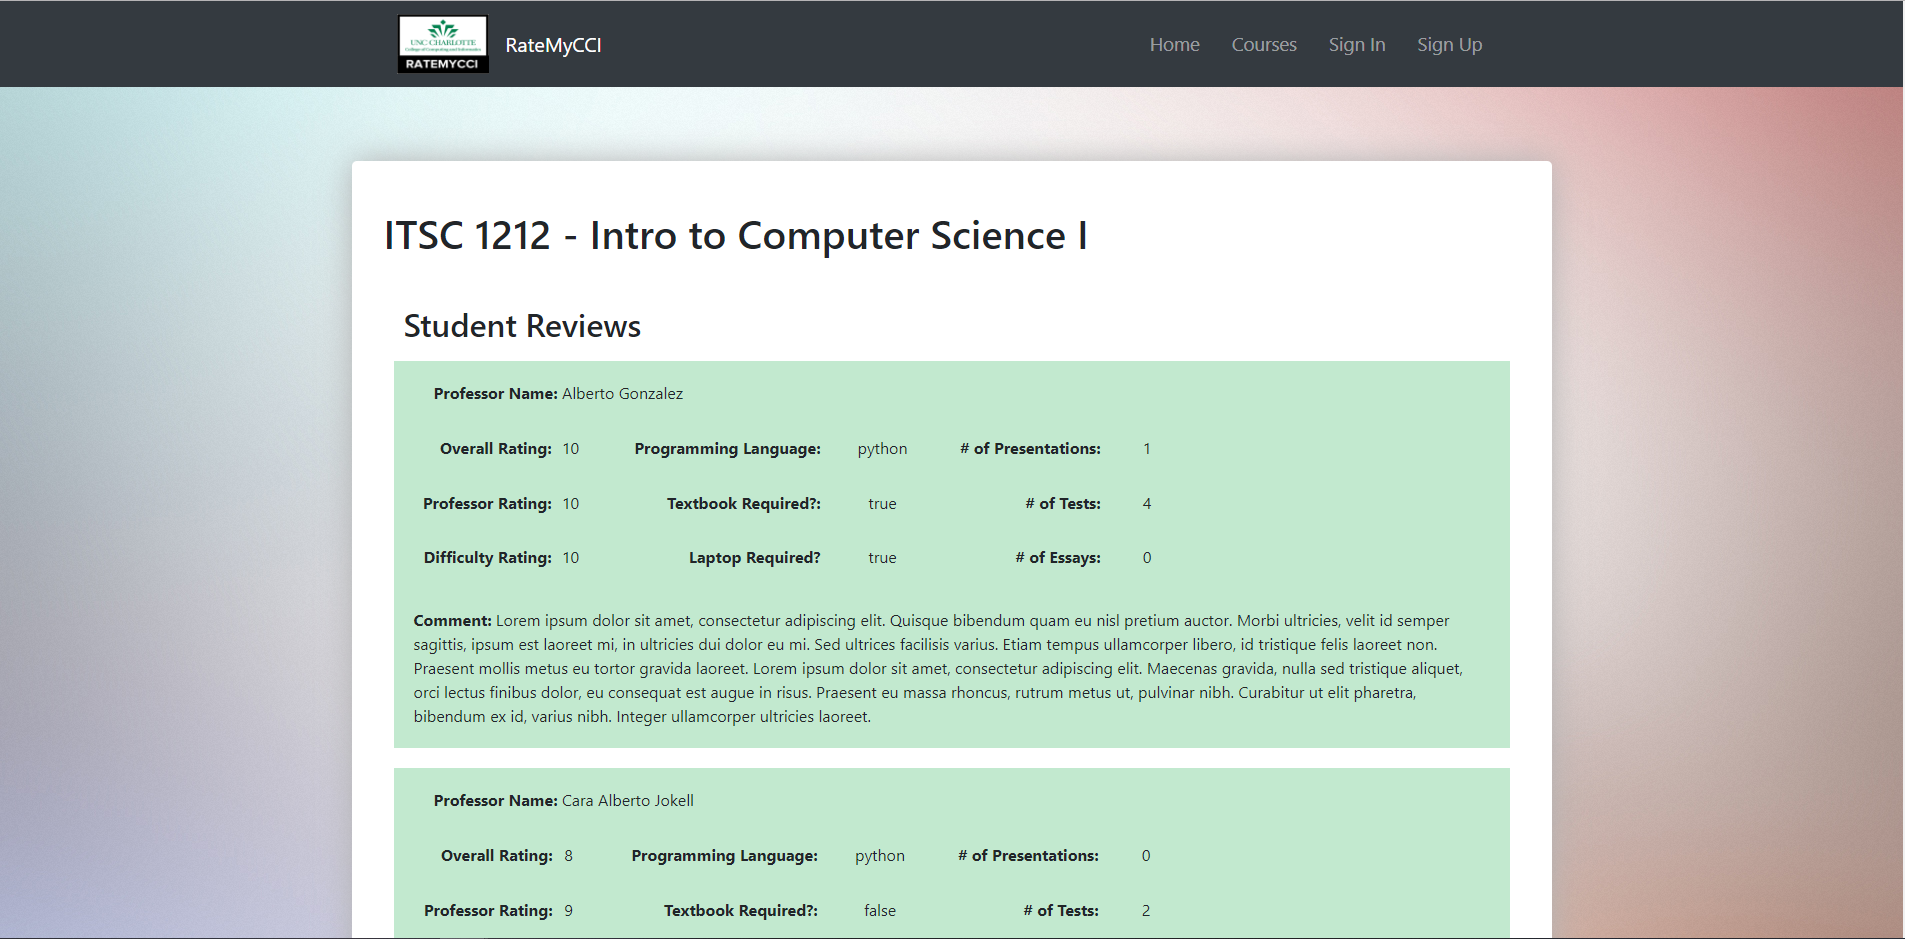 UNC CHARLOTTE
College of Computing and Informatics
RATEMYCCI
RateMyCCI
Home Courses Sign In Sign Up
ITSC 1212 - Intro to Computer Science I
Student Reviews
Professor Name: Alberto Gonzalez
Overall Rating: 10 Programming Language: python # of Presentations: 1
Professor Rating: 10 Textbook Required?: true # of Tests: 4
Difficulty Rating: 10 Laptop Required? true # of Essays: 0
Comment: Lorem ipsum dolor sit amet, consectetur adipiscing elit. Quisque bibendum quam eu nisl pretium auctor. Morbi ultricies, velit id semper
sagittis, ipsum est laoreet mi, in ultricies dui dolor eu mi. Sed ultrices facilisis varius. Etiam tempus ullamcorper libero, id tristique felis laoreet non.
Praesent mollis metus eu tortor gravida laoreet. Lorem ipsum dolor sit amet, consectetur adipiscing elit. Maecenas gravida, nulla sed tristique aliquet,
orci lectus finibus dolor, eu consequat est augue in risus. Praesent eu massa rhoncus, rutrum metus ut, pulvinar nibh. Curabitur ut elit pharetra,
bibendum ex id, varius nibh. Integer ullamcorper ultricies laoreet.
Professor Name: Cara Alberto Jokell
Overall Rating: 8 Programming Language: python # of Presentations: 0
Professor Rating: 9 Textbook Required?: false # of Tests: 2